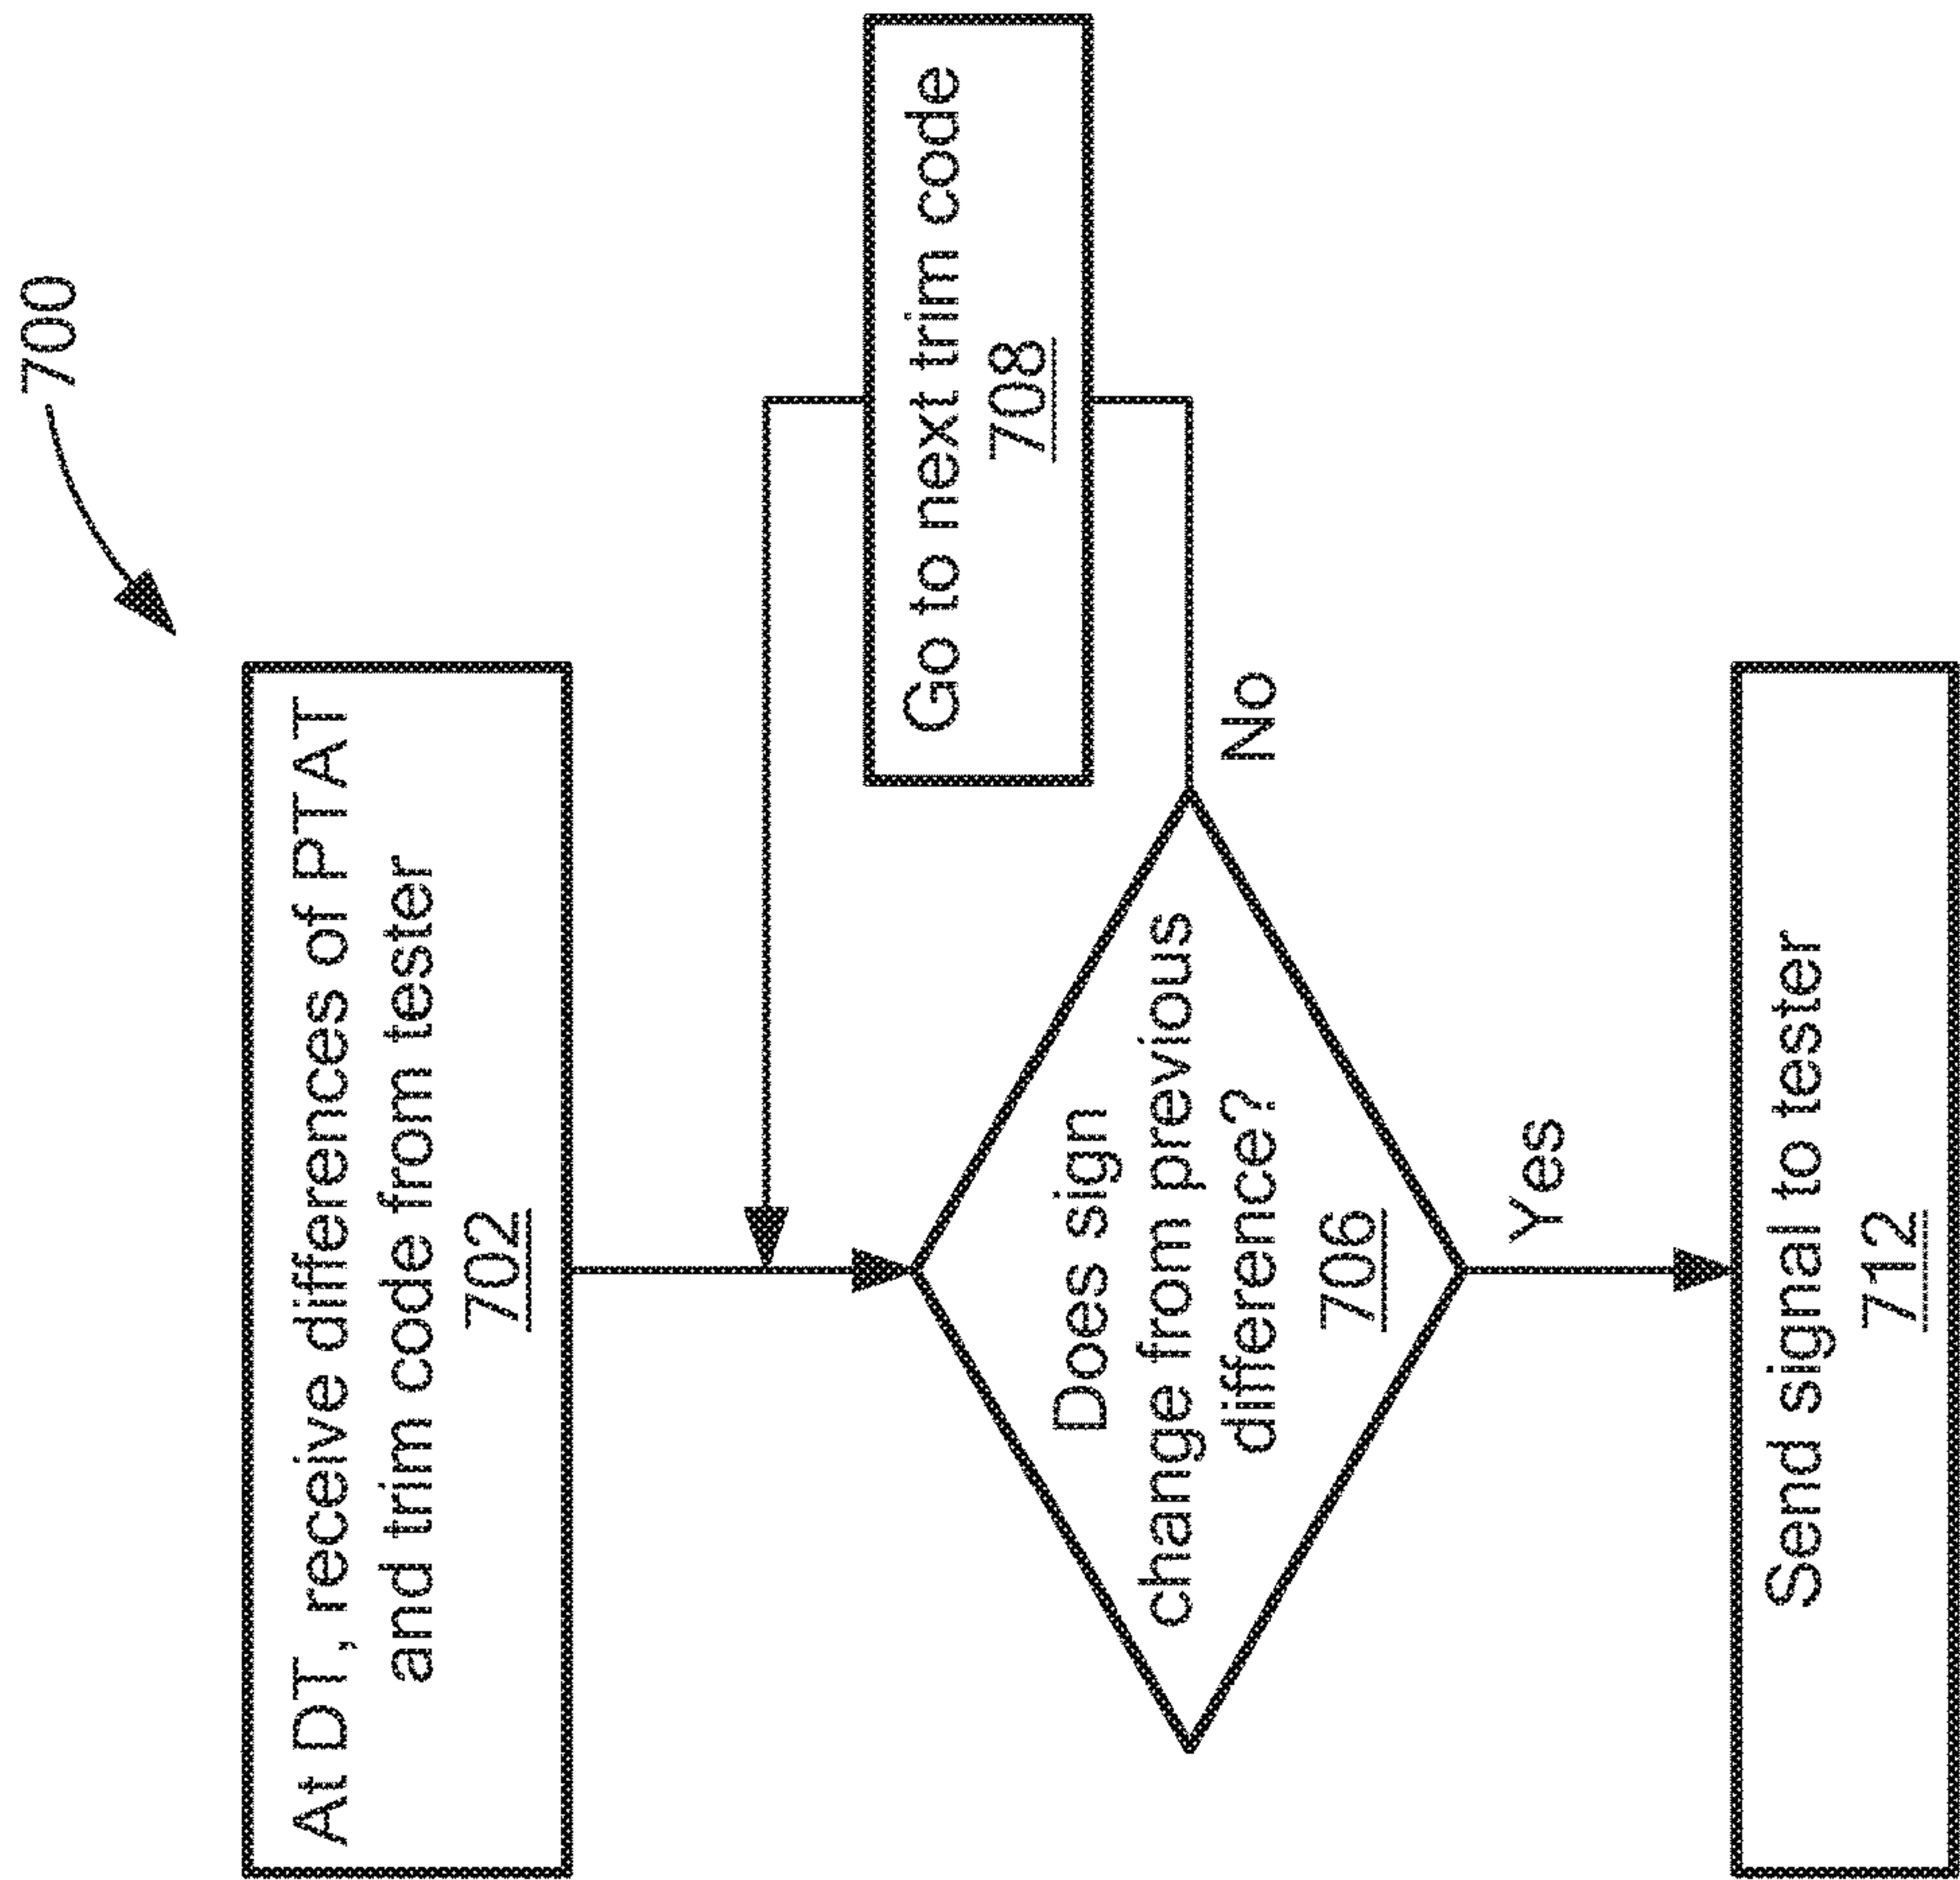 700
At DT, receive differences of PTAT
and trim code from tester
702
Does sign
change from previous
difference?
706
No
Go to next trim code
708
Yes
Send signal to tester
712